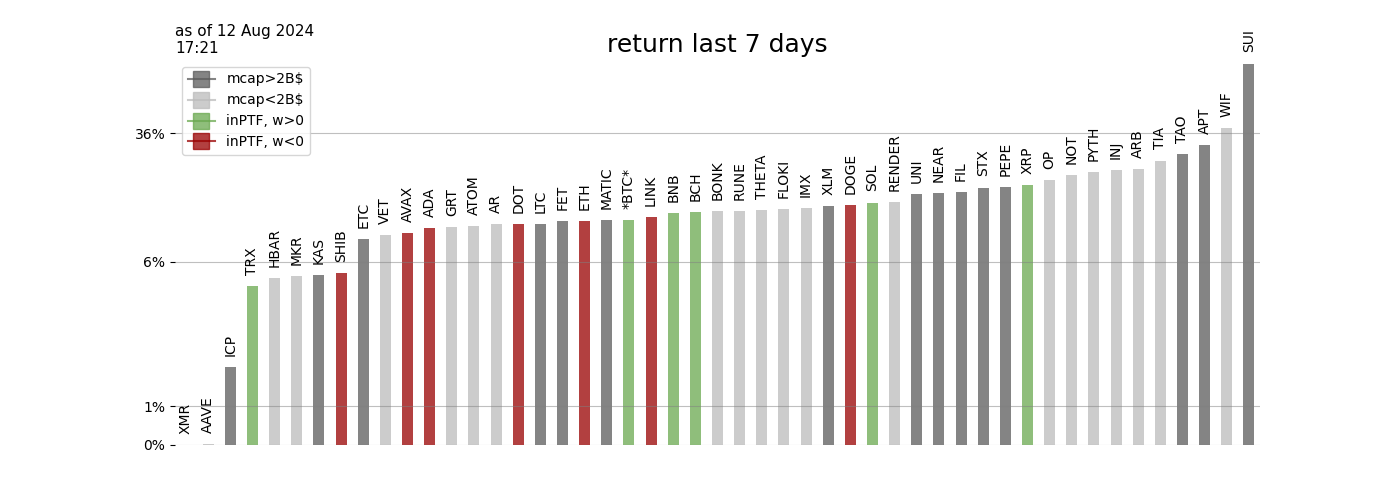 as of 12 Aug 2024
17:21
return last 7 days
mcap>2B$
mcap<2B$
inPTF, w>0
inPTF, w<0
36%
6%
1%
0%
XMR
AAVE
ICP
TRX
HBAR
MKR
KAS
SHIB
ETC
VET
AVAX
ADA
GRT
ATOM
AR
DOT
LTC
FET
ETH
MATIC
*BTC*
LINK
BNB
BCH
BONK
RUNE
THETA
FLOKI
IMX
XLM
DOGE
SOL
RENDER
UNI
NEAR
FIL
STX
PEPE
XRP
OP
NOT
PYTH
INJ
ARB
TIA
TAO
APT
WIF
SUI